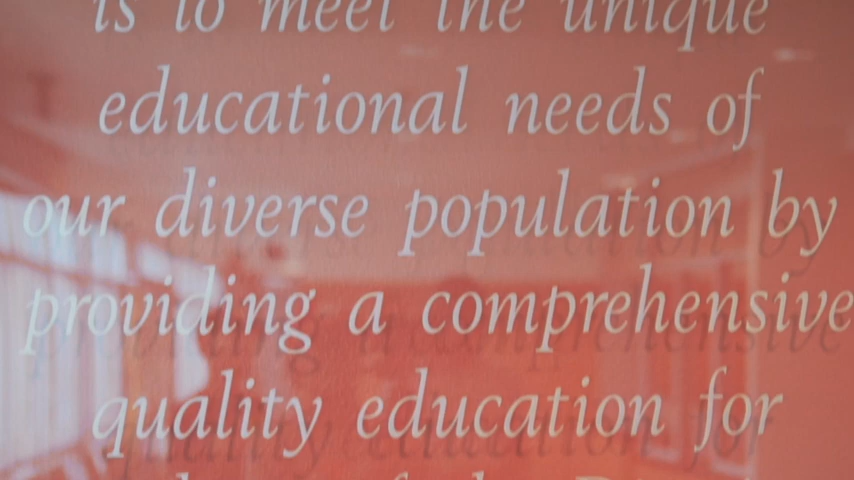 is to meet the unique
educational needs of
our diverse population by
providing a comprehensive
quality education for